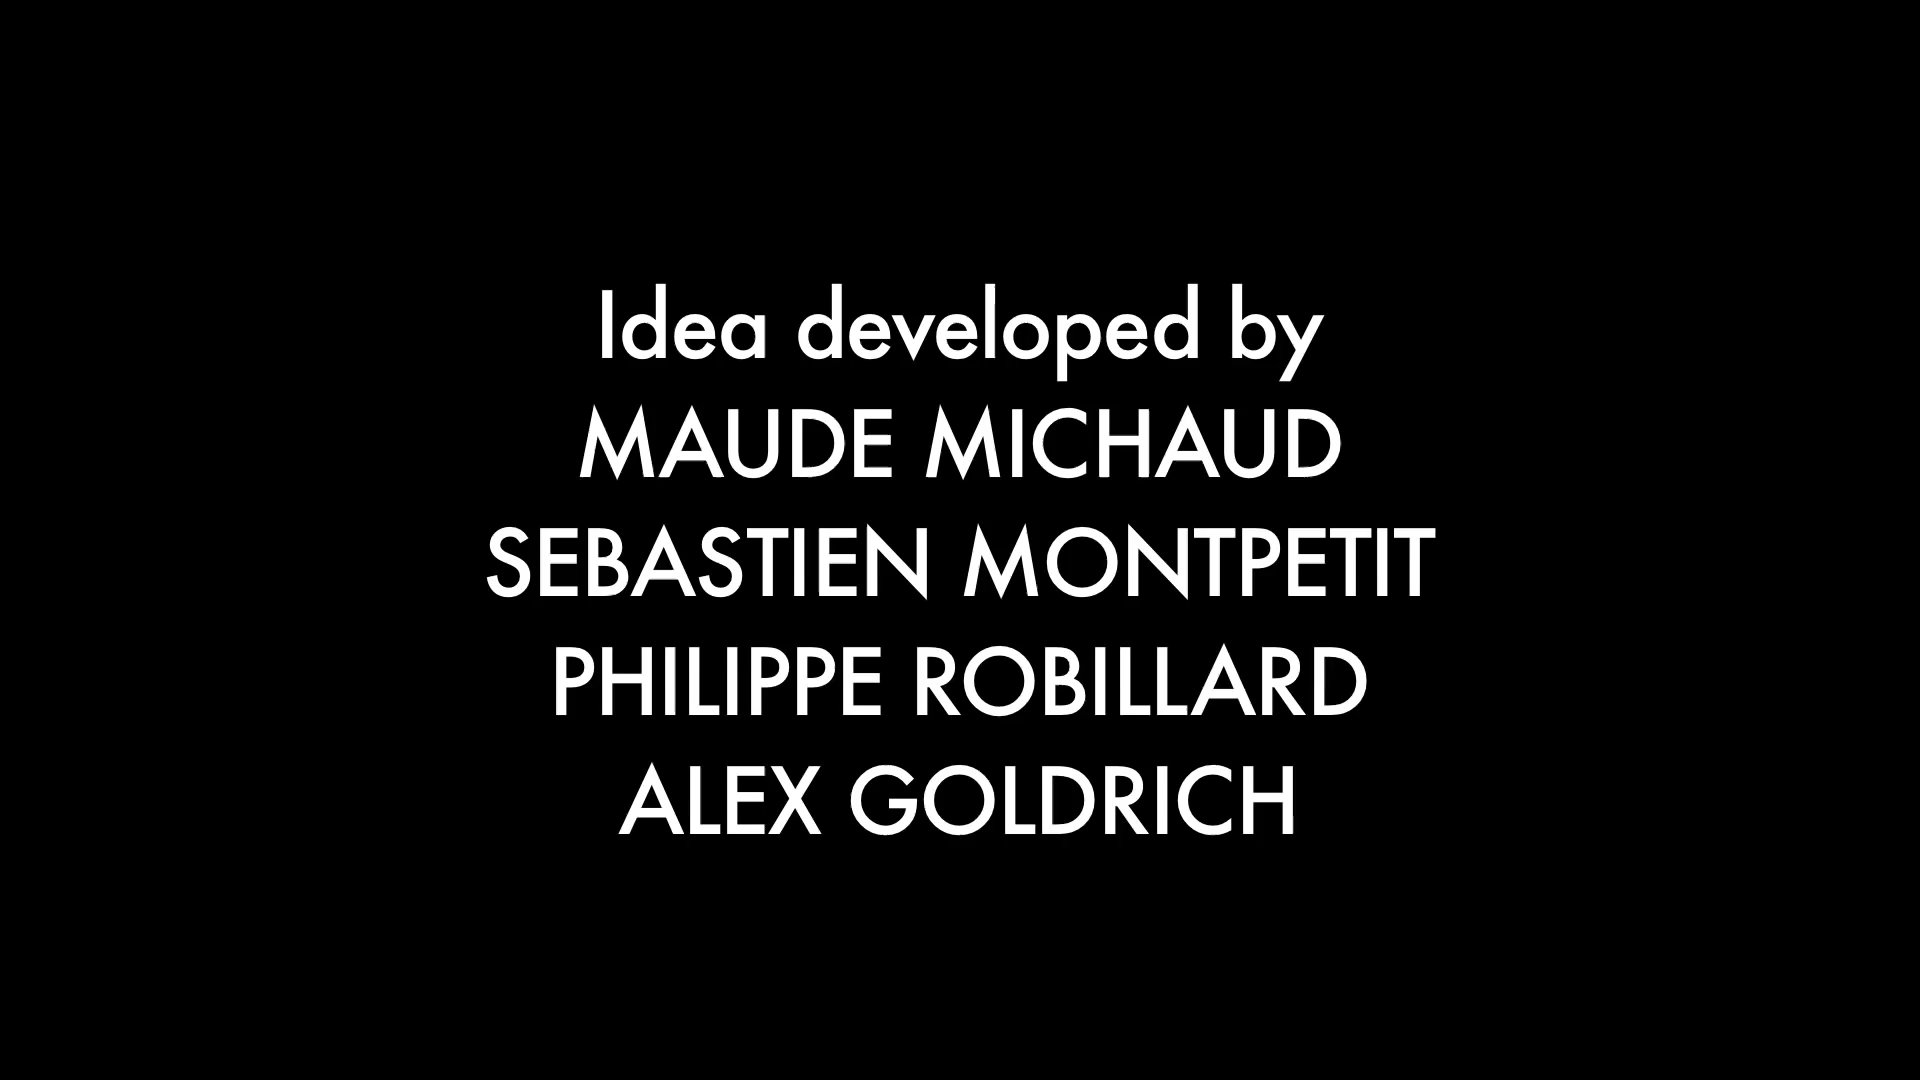 Idea developed by
MAUDE MICHAUD
SEBASTIEN MONTPETIT
PHILIPPE ROBILLARD
ALEX GOLDRICH